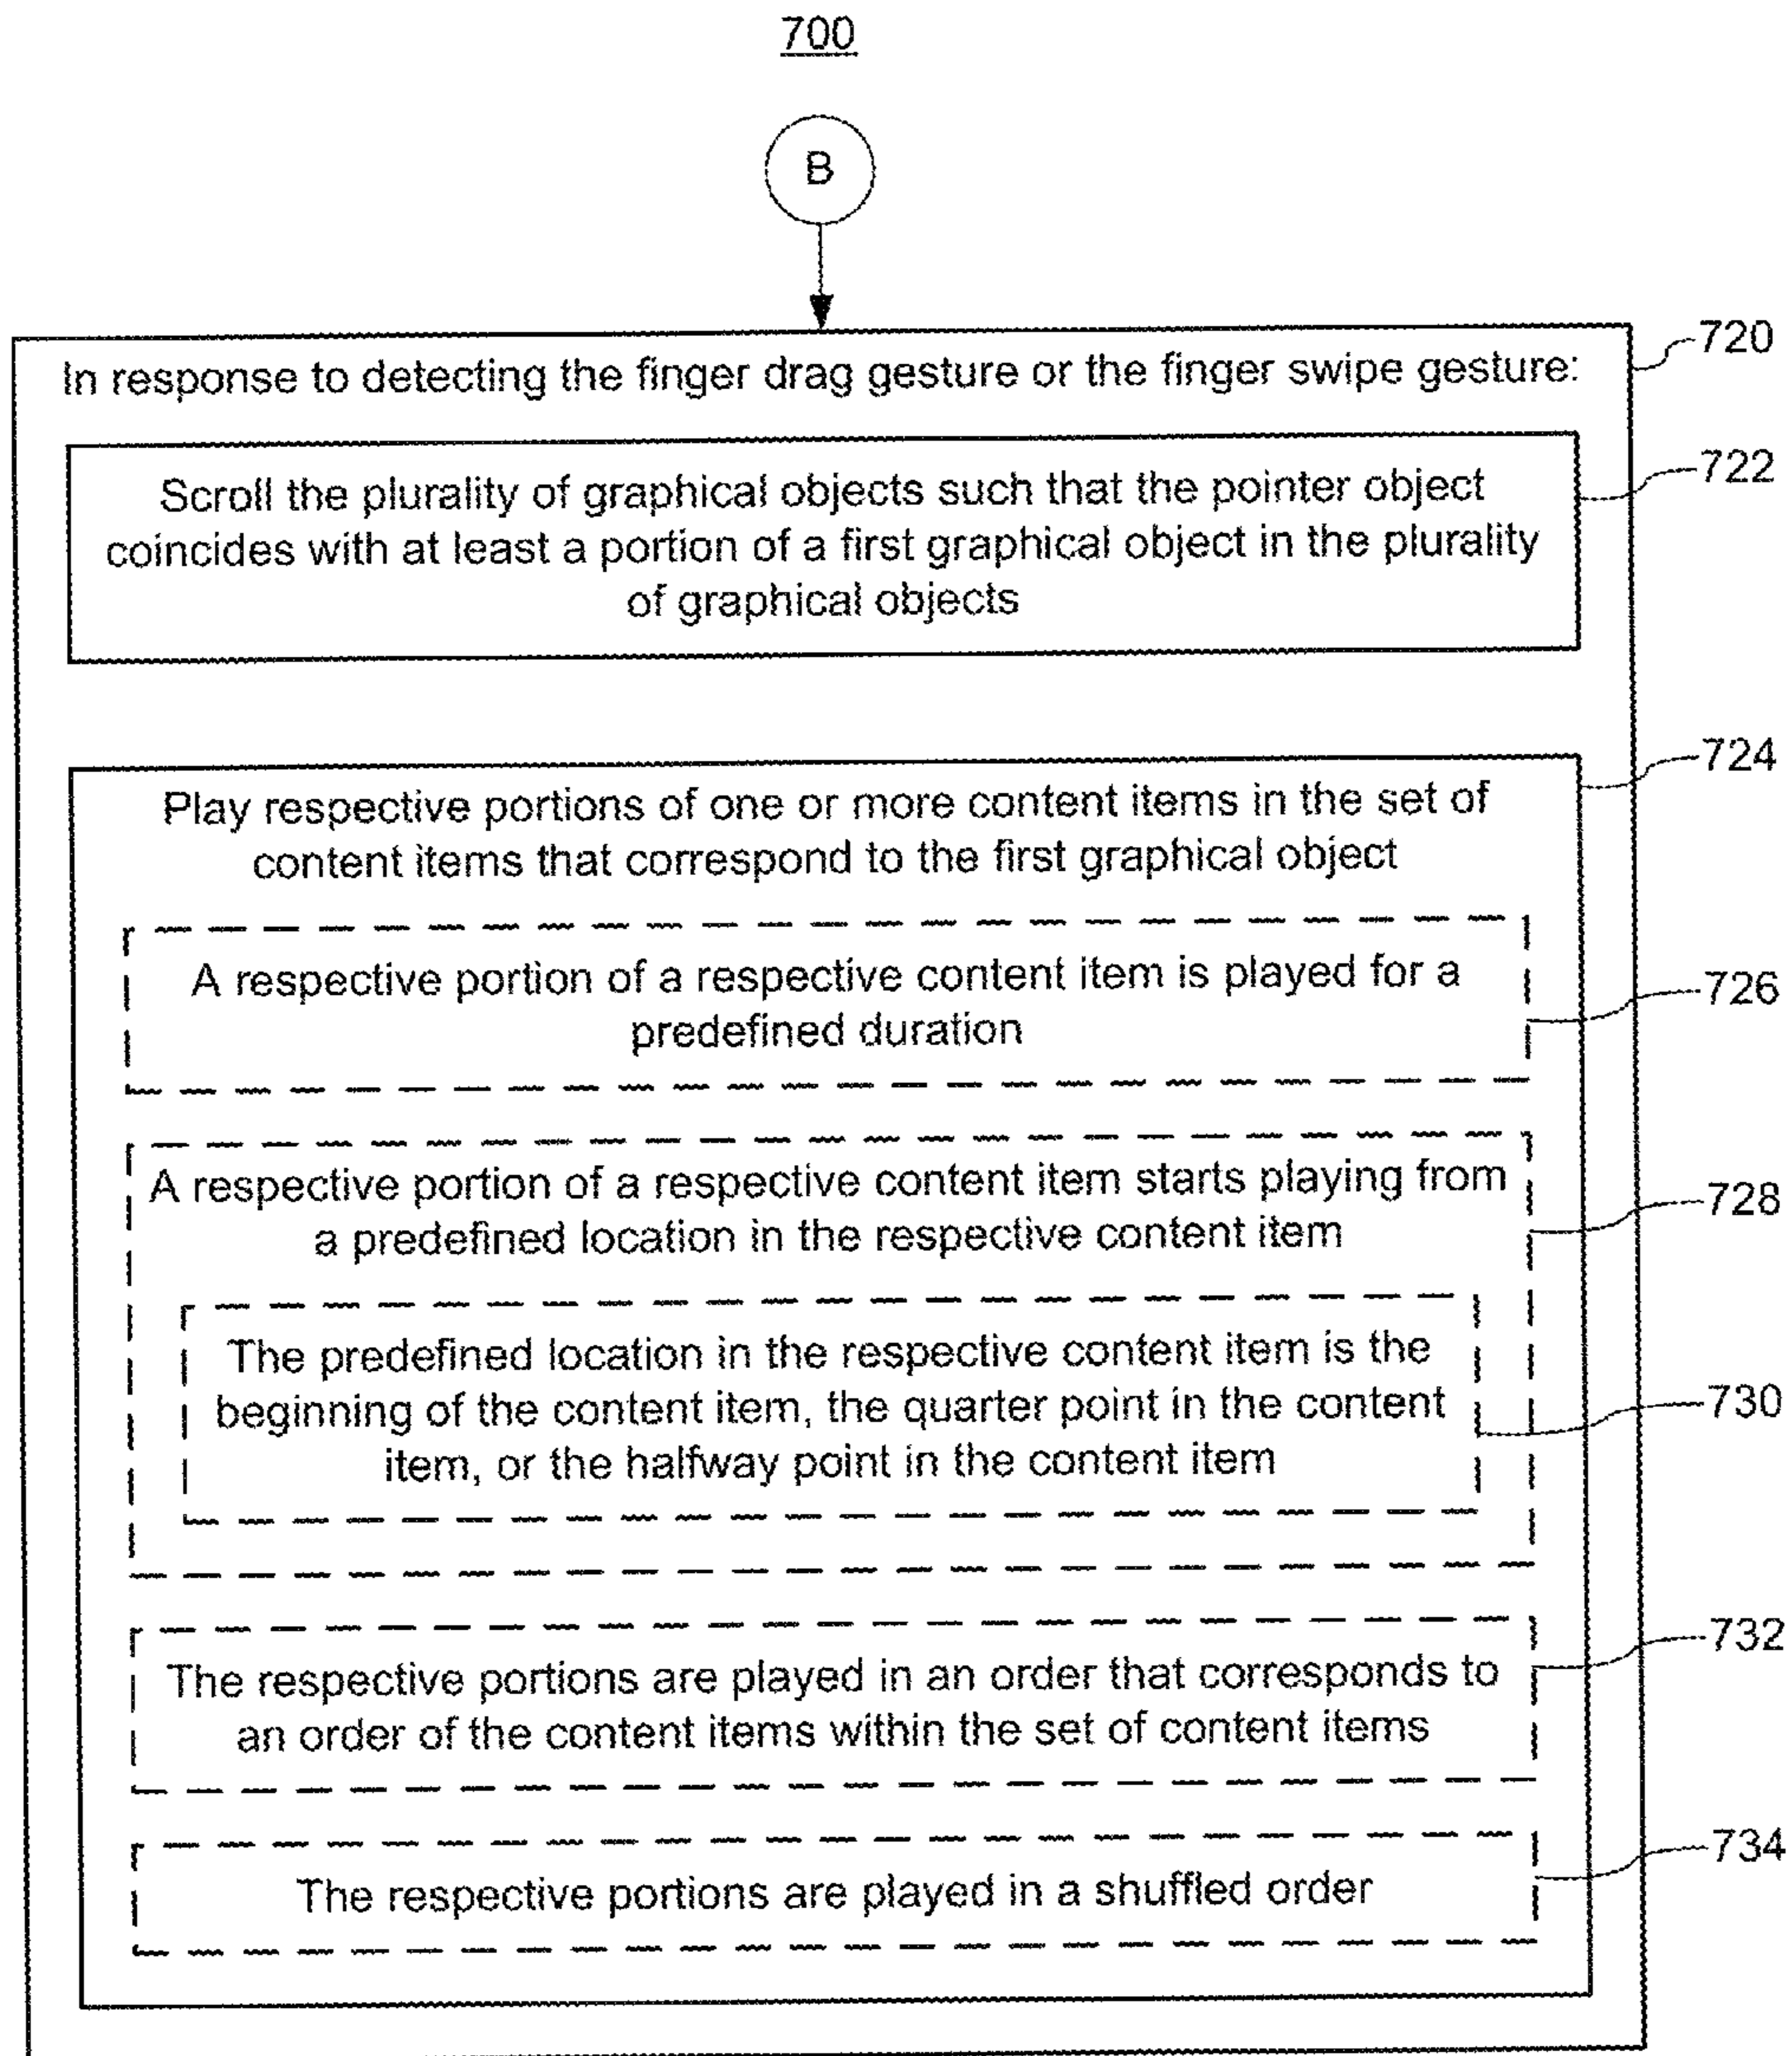 700
B
720
In response to detecting the finger drag gesture or the finger swipe gesture:
722
Scroll the plurality of graphical objects such that the pointer object
coincides with at least a portion of a first graphical object in the plurality
of graphical objects
724
Play respective portions of one or more content items in the set of
content items that correspond to the first graphical object
A respective portion of a respective content item is played for a
predefined duration
726
A respective portion of a respective content item starts playing from
a predefined location in the respective content item
728
The predefined location in the respective content item is the
beginning of the content item, the quarter point in the content
item, or the halfway point in the content item
730
732
The respective portions are played in an order that corresponds to
an order of the content items within the set of content items
734
The respective portions are played in a shuffled order